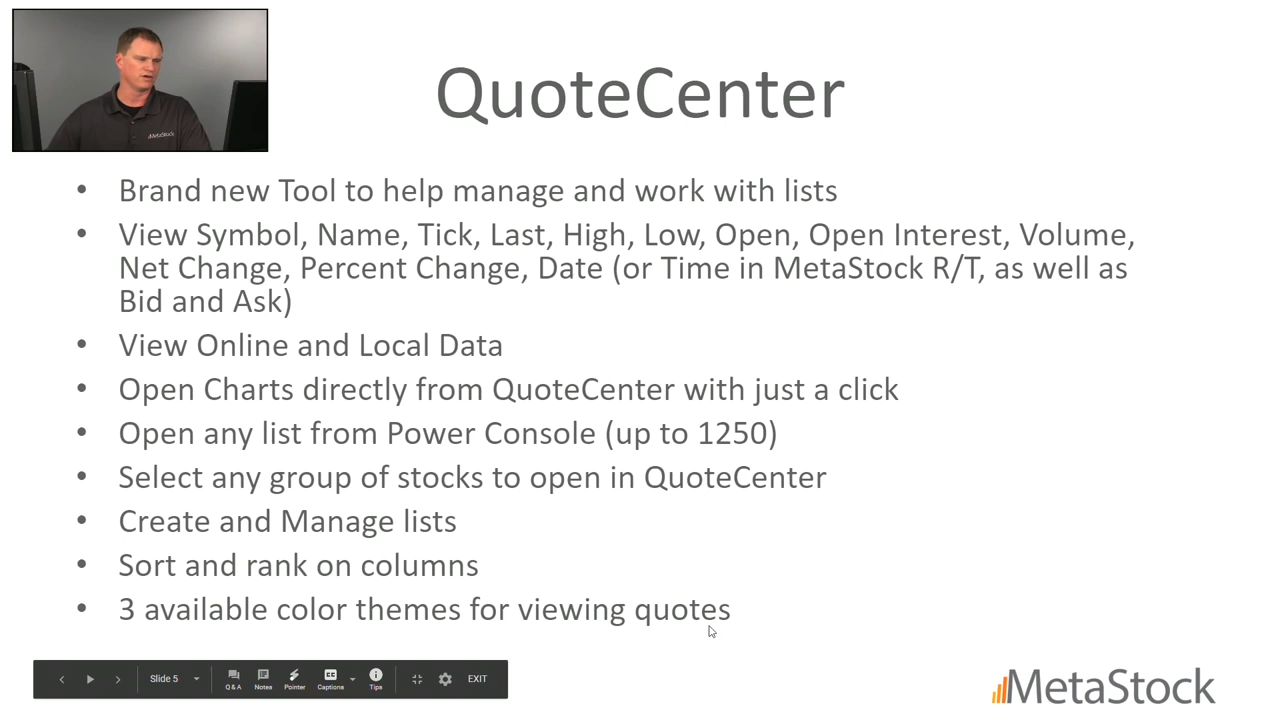 MetaStock
QuoteCenter
• Brand new Tool to help manage and work with lists
• View Symbol, Name, Tick, Last, High, Low, Open, Open Interest, Volume,
Net Change, Percent Change, Date (or Time in MetaStock R/T, as well as
Bid and Ask)
• View Online and Local Data
• Open Charts directly from QuoteCenter with just a click
• Open any list from Power Console (up to 1250)
• Select any group of stocks to open in QuoteCenter
• Create and Manage lists
• Sort and rank on columns
• 3 available color themes for viewing quotes
Slide 5 Q & A Notes Pointer CC Captions Tips EXIT
MetaStock